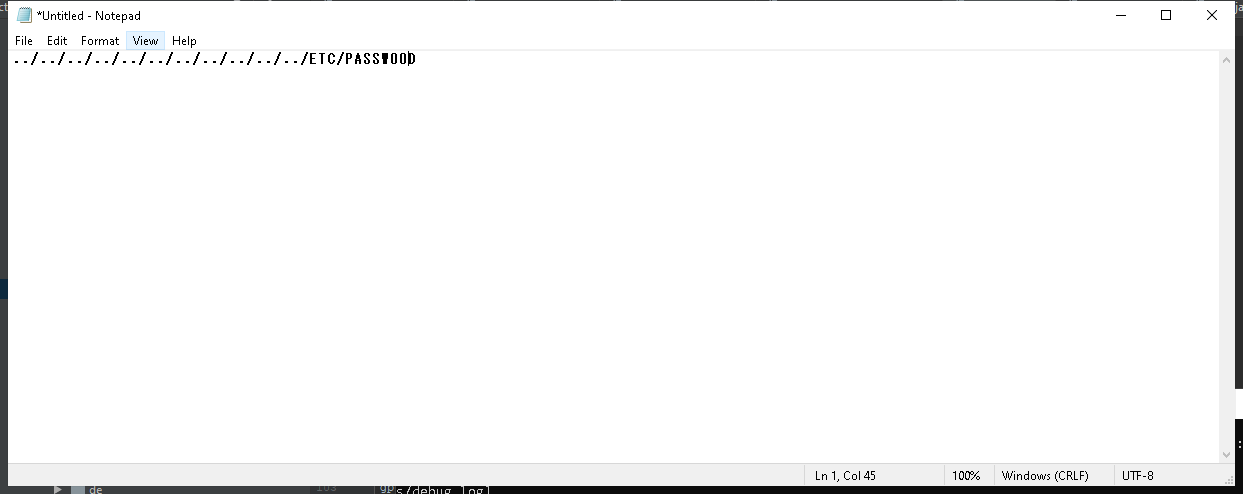 *Untitled - Notepad
File Edit Format View Help
../../../../../../../../../../../ETC/PASSWOOD
Ln 1, Col 45 100% Windows (CRLF) UTF-8
de s/debug.log]